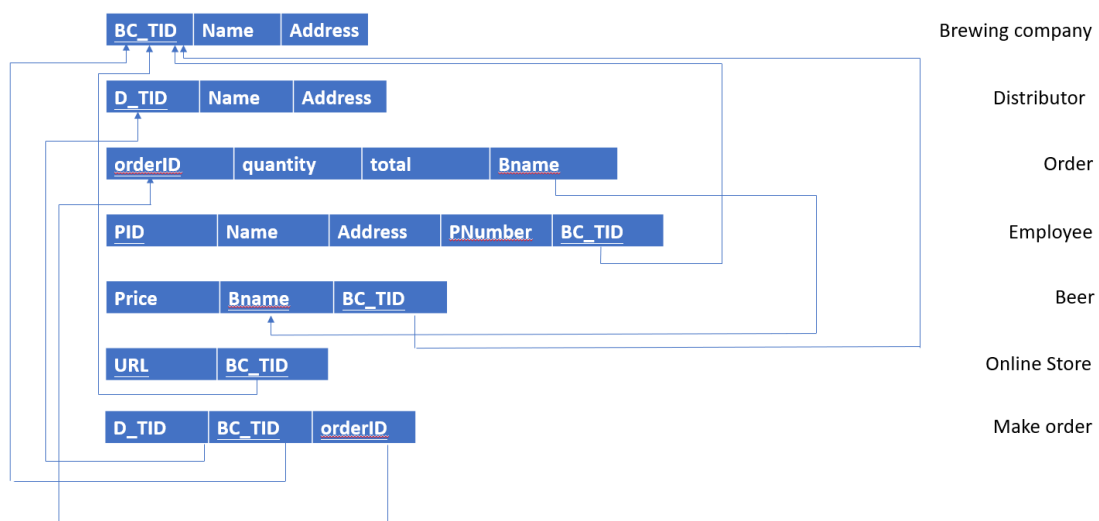 BC_TID Name Address Brewing company
D_TID Name Address Distributor
orderID quantity total Bname Order
PID Name Address PNumber BC_TID Employee
Price Bname BC_TID Beer
URL BC_TID Online Store
D_TID BC_TID orderID Make order